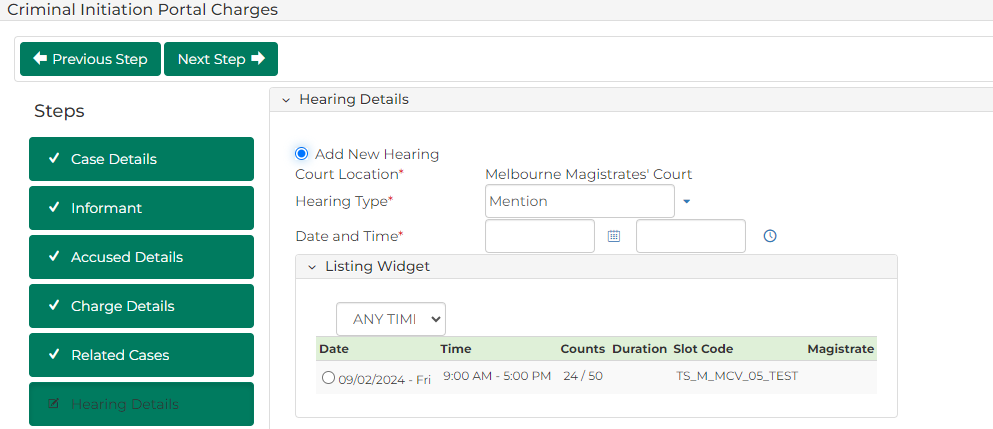 Criminal Initiation Portal Charges
Previous Step Next Step
Steps
Case Details
Informant
Accused Details
Charge Details
Related Cases
Hearing Details
Hearing Details
Add New Hearing
Court Location* Melbourne Magistrates' Court
Hearing Type* Mention
Date and Time*
Listing Widget
ANY TIMI
Date Time Counts Duration Slot Code Magistrate
09/02/2024 - Fri 9:00 AM - 5:00 PM 24 / 50 TS_M_MCV_05_TEST